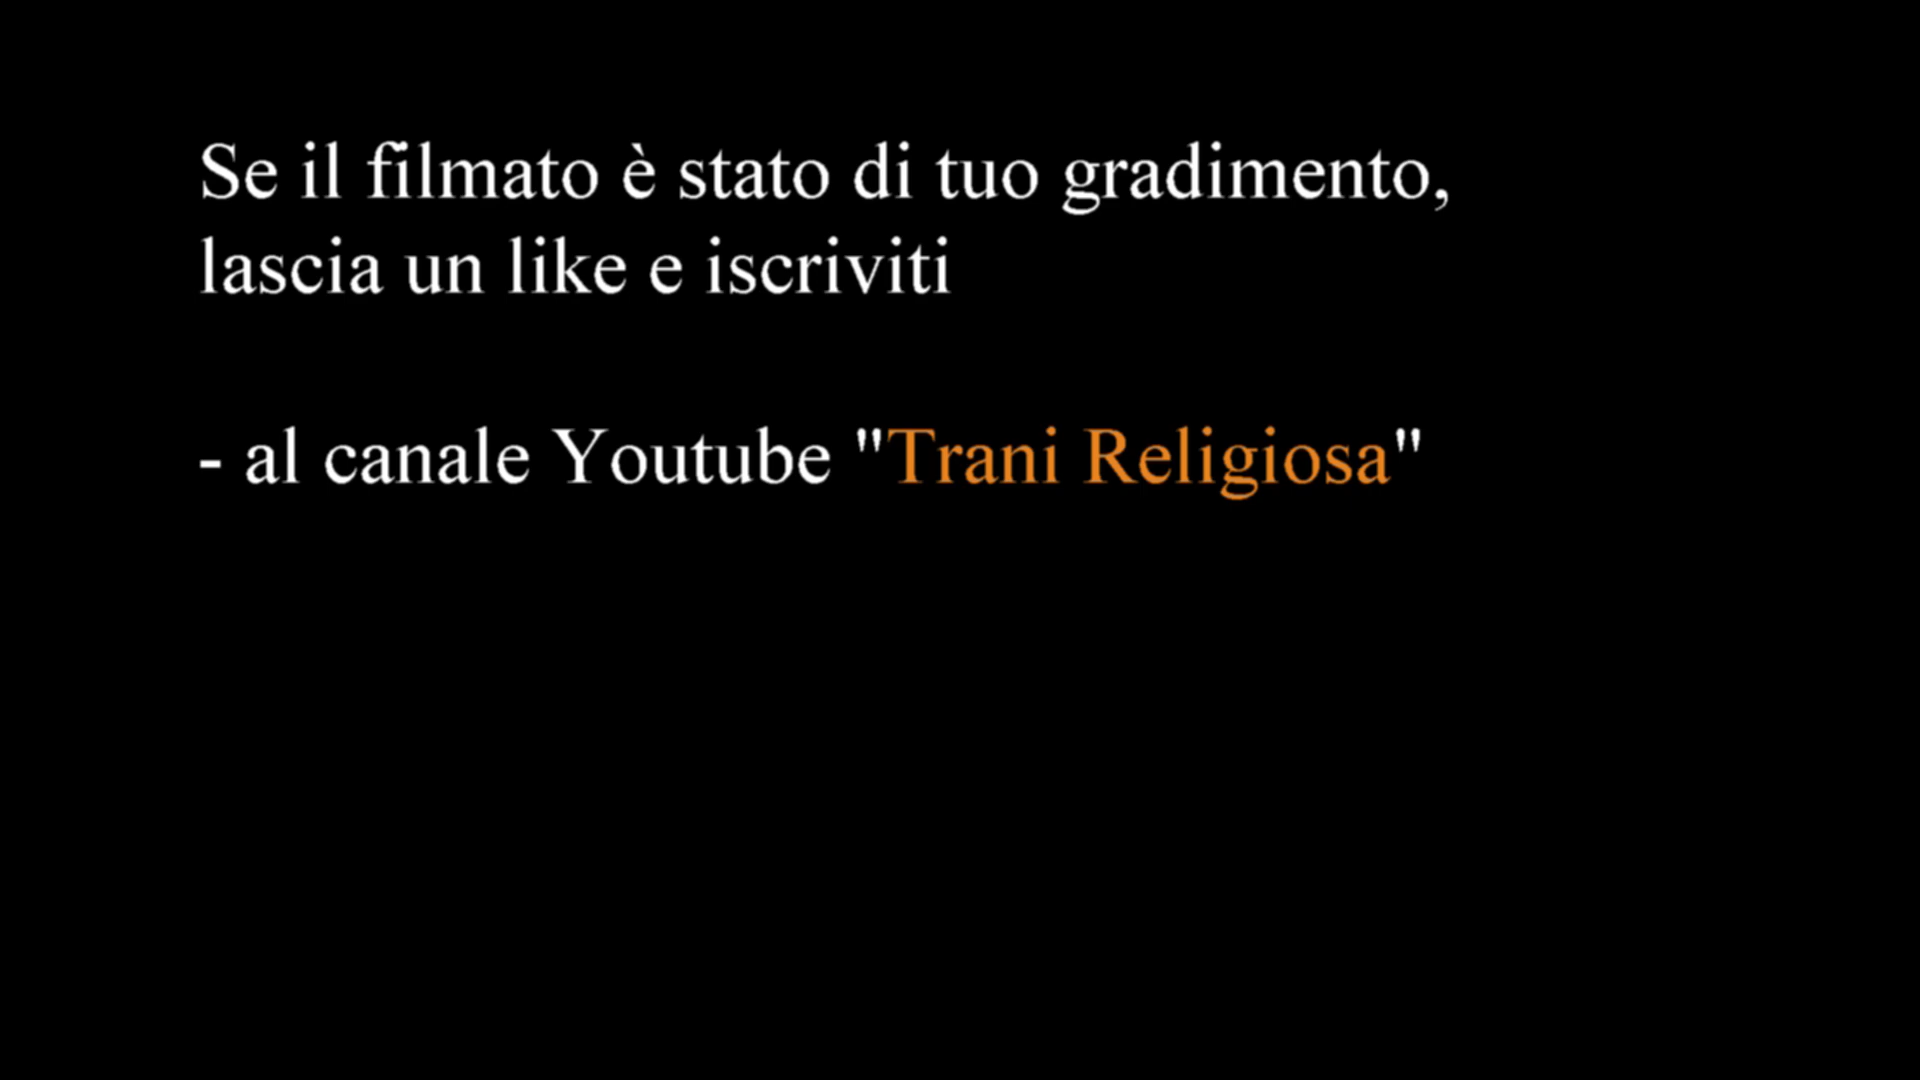 Se il filmato è stato di tuo gradimento,
lascia un like e iscriviti
- al canale Youtube "Trani Religiosa"